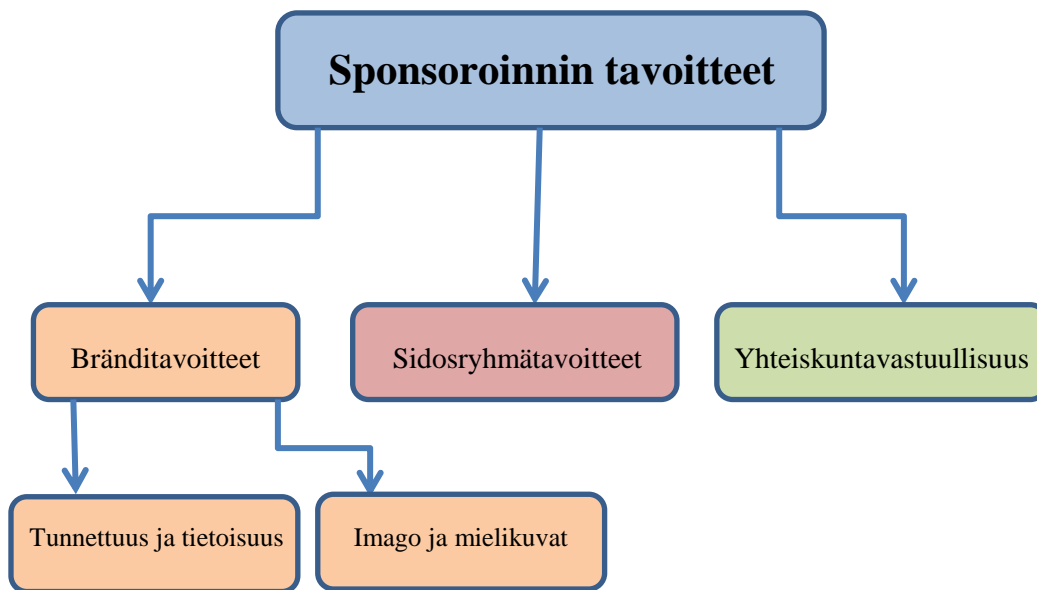 Sponsoroinnin tavoitteet
Bränditavoitteet
Sidosryhmätavoitteet
Yhteiskuntavastuullisuus
Tunnettuus ja tietoisuus
Imago ja mielikuvat